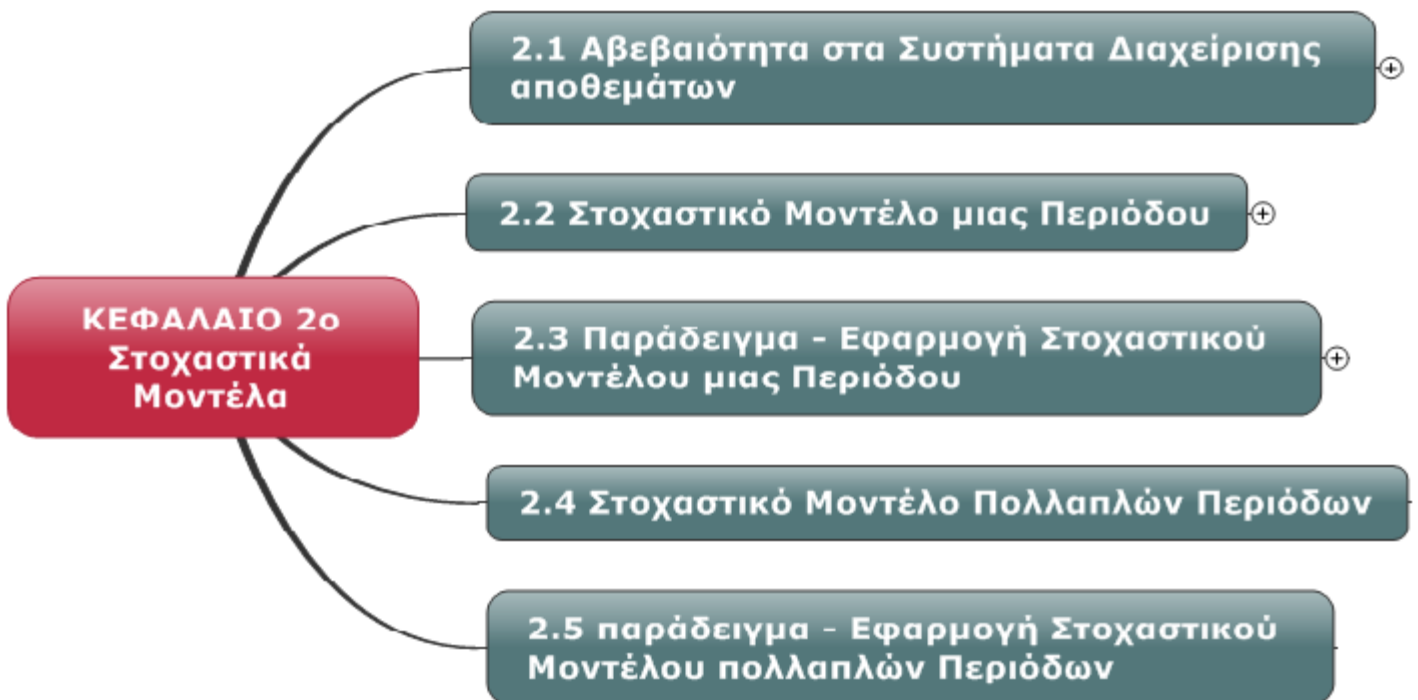 2.1 Αβεβαιότητα στα Συστήματα Διαχείρισης
αποθεμάτων
2.2 Στοχαστικό Μοντέλο μιας Περιόδου
ΚΕΦΑΛΑΙΟ 2ο
Στοχαστικά
Μοντέλα
2.3 Παράδειγμα - Εφαρμογή Στοχαστικού
Μοντέλου μιας Περιόδου
2.4 Στοχαστικό Μοντέλο Πολλαπλών Περιόδων
2.5 παράδειγμα - Εφαρμογή Στοχαστικού
Μοντέλου πολλαπλών Περιόδων